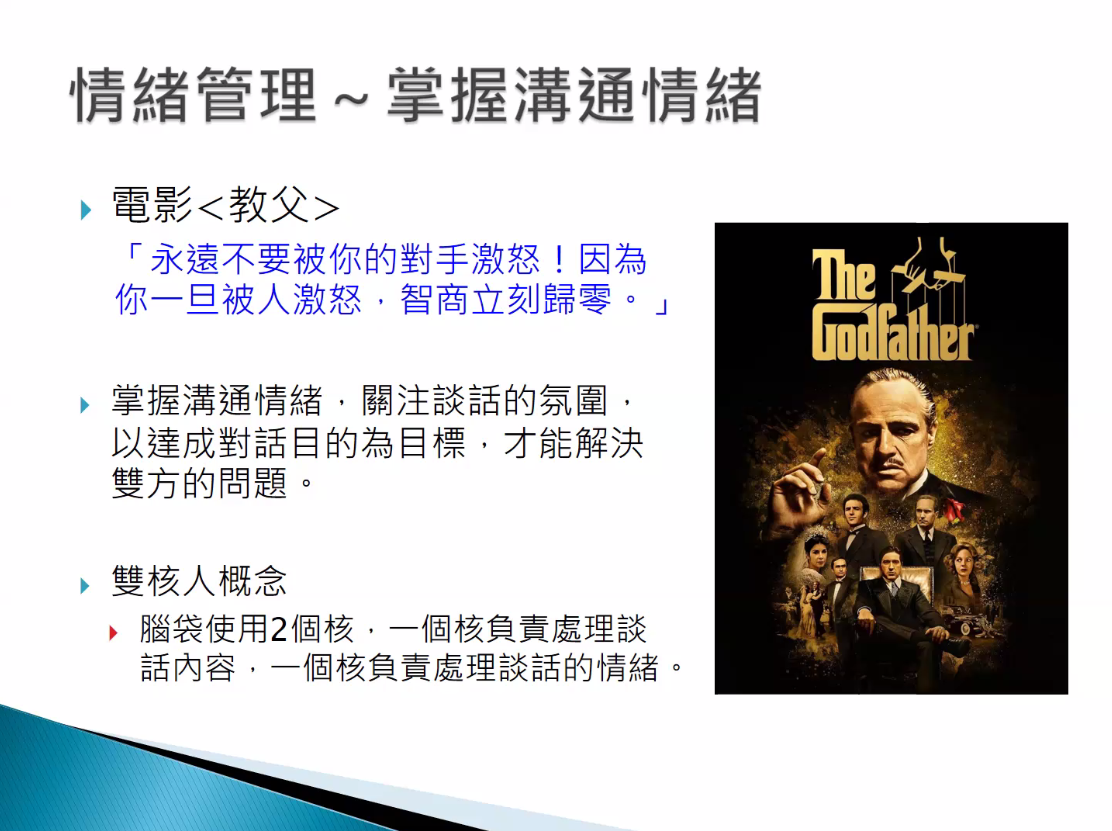 情緒管理~掌握溝通情緒
電影<教父>
「永遠不要被你的對手激怒！因為
你一旦被人激怒，智商立刻歸零。」
掌握溝通情緒，關注談話的氛圍，
以達成對話目的為目標，才能解決
雙方的問題。
雙核人概念
腦袋使用2個核，一個核負責處理談
話內容，一個核負責處理談話的情緒。
The
Godfather